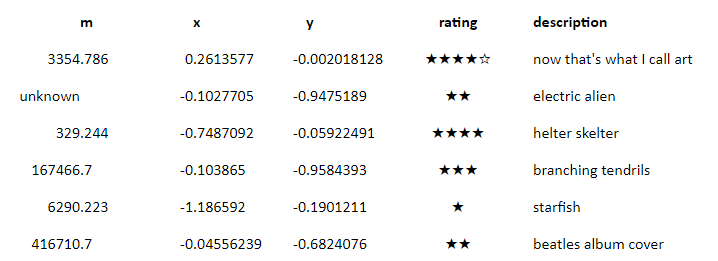 m x y rating description
3354.786 0.2613577 -0.002018128 ★★★★☆ now that's what I call art
unknown -0.1027705 -0.9475189 ★★ electric alien
329.244 -0.7487092 -0.05922491 ★★★★ helter skelter
167466.7 -0.103865 -0.9584393 ★★★ branching tendrils
6290.223 -1.186592 -0.1901211 ★ starfish
416710.7 -0.04556239 -0.6824076 ★★ beatles album cover